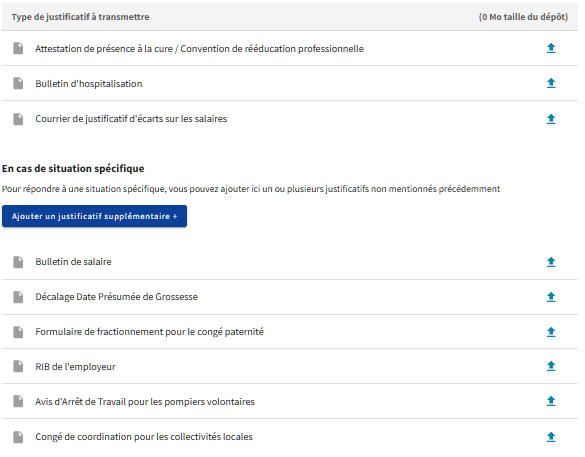 Type de justificatif à transmettre (0 Mo taille du dépôt)
Attestation de présence à la cure / Convention de rééducation professionnelle
Bulletin d'hospitalisation
Courrier de justificatif d'écarts sur les salaires
En cas de situation spécifique
Pour répondre à une situation spécifique, vous pouvez ajouter ici un ou plusieurs justificatifs non mentionnés précédemment
Ajouter un justificatif supplémentaire +
Bulletin de salaire
Décalage Date Présumée de Grossesse
Formulaire de fractionnement pour le congé paternité
RIB de l'employeur
Avis d'Arrêt de Travail pour les pompiers volontaires
Congé de coordination pour les collectivités locales